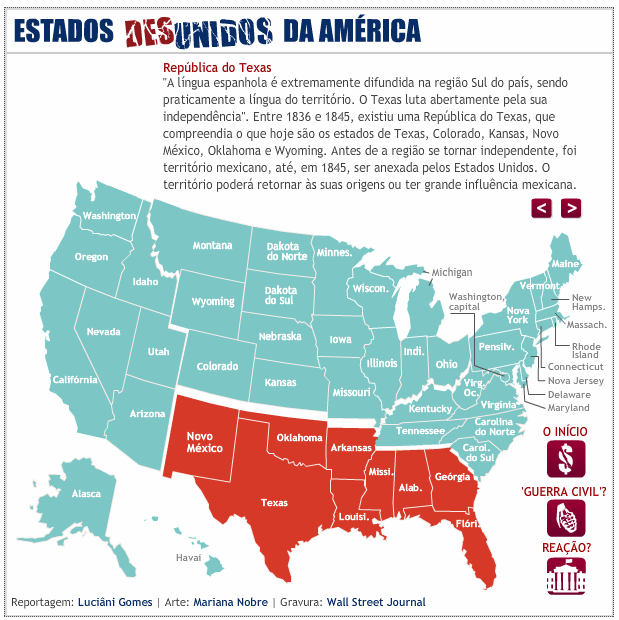 ESTADOS DESUNIDOS DA AMÉRICA
República do Texas
"A língua espanhola é extremamente difundida na região Sul do país, sendo
praticamente a língua do território. O Texas luta abertamente pela sua
independência". Entre 1836 e 1845, existiu uma República do Texas, que
compreendia o que hoje são os estados de Texas, Colorado, Kansas, Novo
México, Oklahoma e Wyoming. Antes de a região se tornar independente, foi
território mexicano, até, em 1845, ser anexada pelos Estados Unidos. O
território poderá retornar às suas origens ou ter grande influência mexicana.
< >
Washington
Oregon
Idaho
Montana
Dakota
do Norte
Minnes.
Michigan
Maine
Wyoming
Dakota
do Sul
Wiscon.
Washington,
capital
Vermont
New
Hamps.
Nova
York
Massach.
Nevada
Utah
Nebraska
Iowa
Illinois
Indi.
Ohio
Pensilv.
Rhode
Island
Connecticut
Califórnia
Colorado
Kansas
Missouri
Virg.
Oc.
Nova Jersey
Delaware
Maryland
Arizona
Kentucky
Virginia
Tennessee
Carolina
do Norte
Carol.
do Sul
Novo
México
Oklahoma
Arkansas
Missi.
Alab.
Geórgia
Texas
Louisi.
Flóri.
Alasca
Havai
O INÍCIO
$
'GUERRA CIVIL'?
REAÇÃO?
Reportagem: Luciâni Gomes | Arte: Mariana Nobre | Gravura: Wall Street Journal